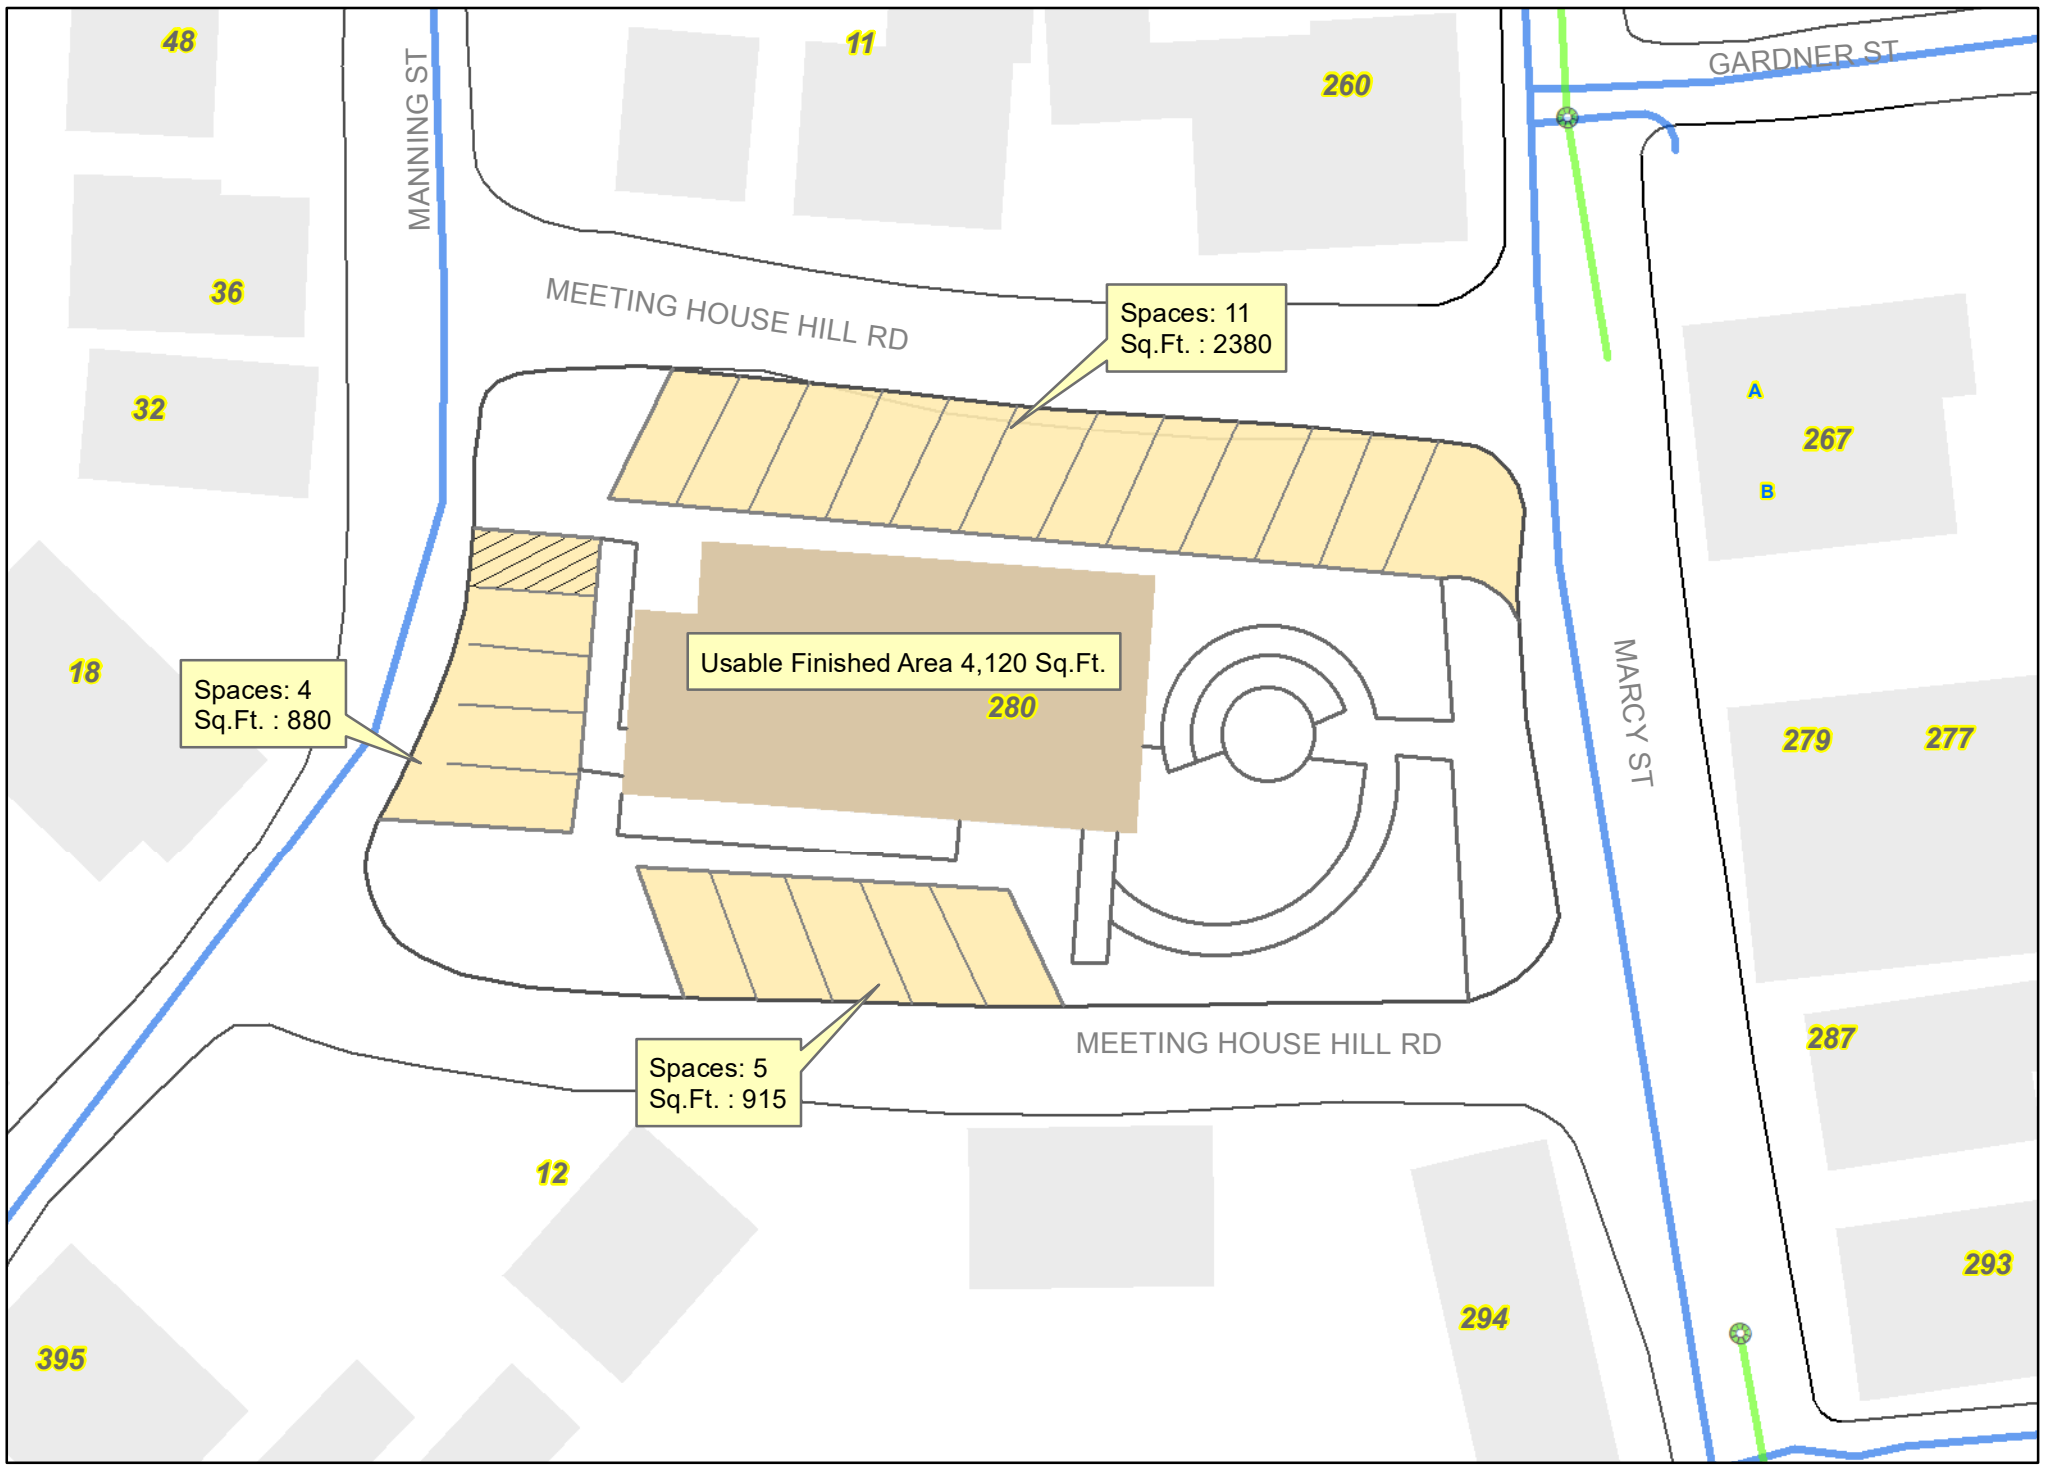 48
11
260
GARDNER ST
MANNING ST
36
MEETING HOUSE HILL RD
Spaces: 11
Sq.Ft. : 2380
32
A
267
B
Usable Finished Area 4,120 Sq.Ft.
280
18
Spaces: 4
Sq.Ft. : 880
MARCY ST
279
277
MEETING HOUSE HILL RD
287
Spaces: 5
Sq.Ft. : 915
12
293
294
395